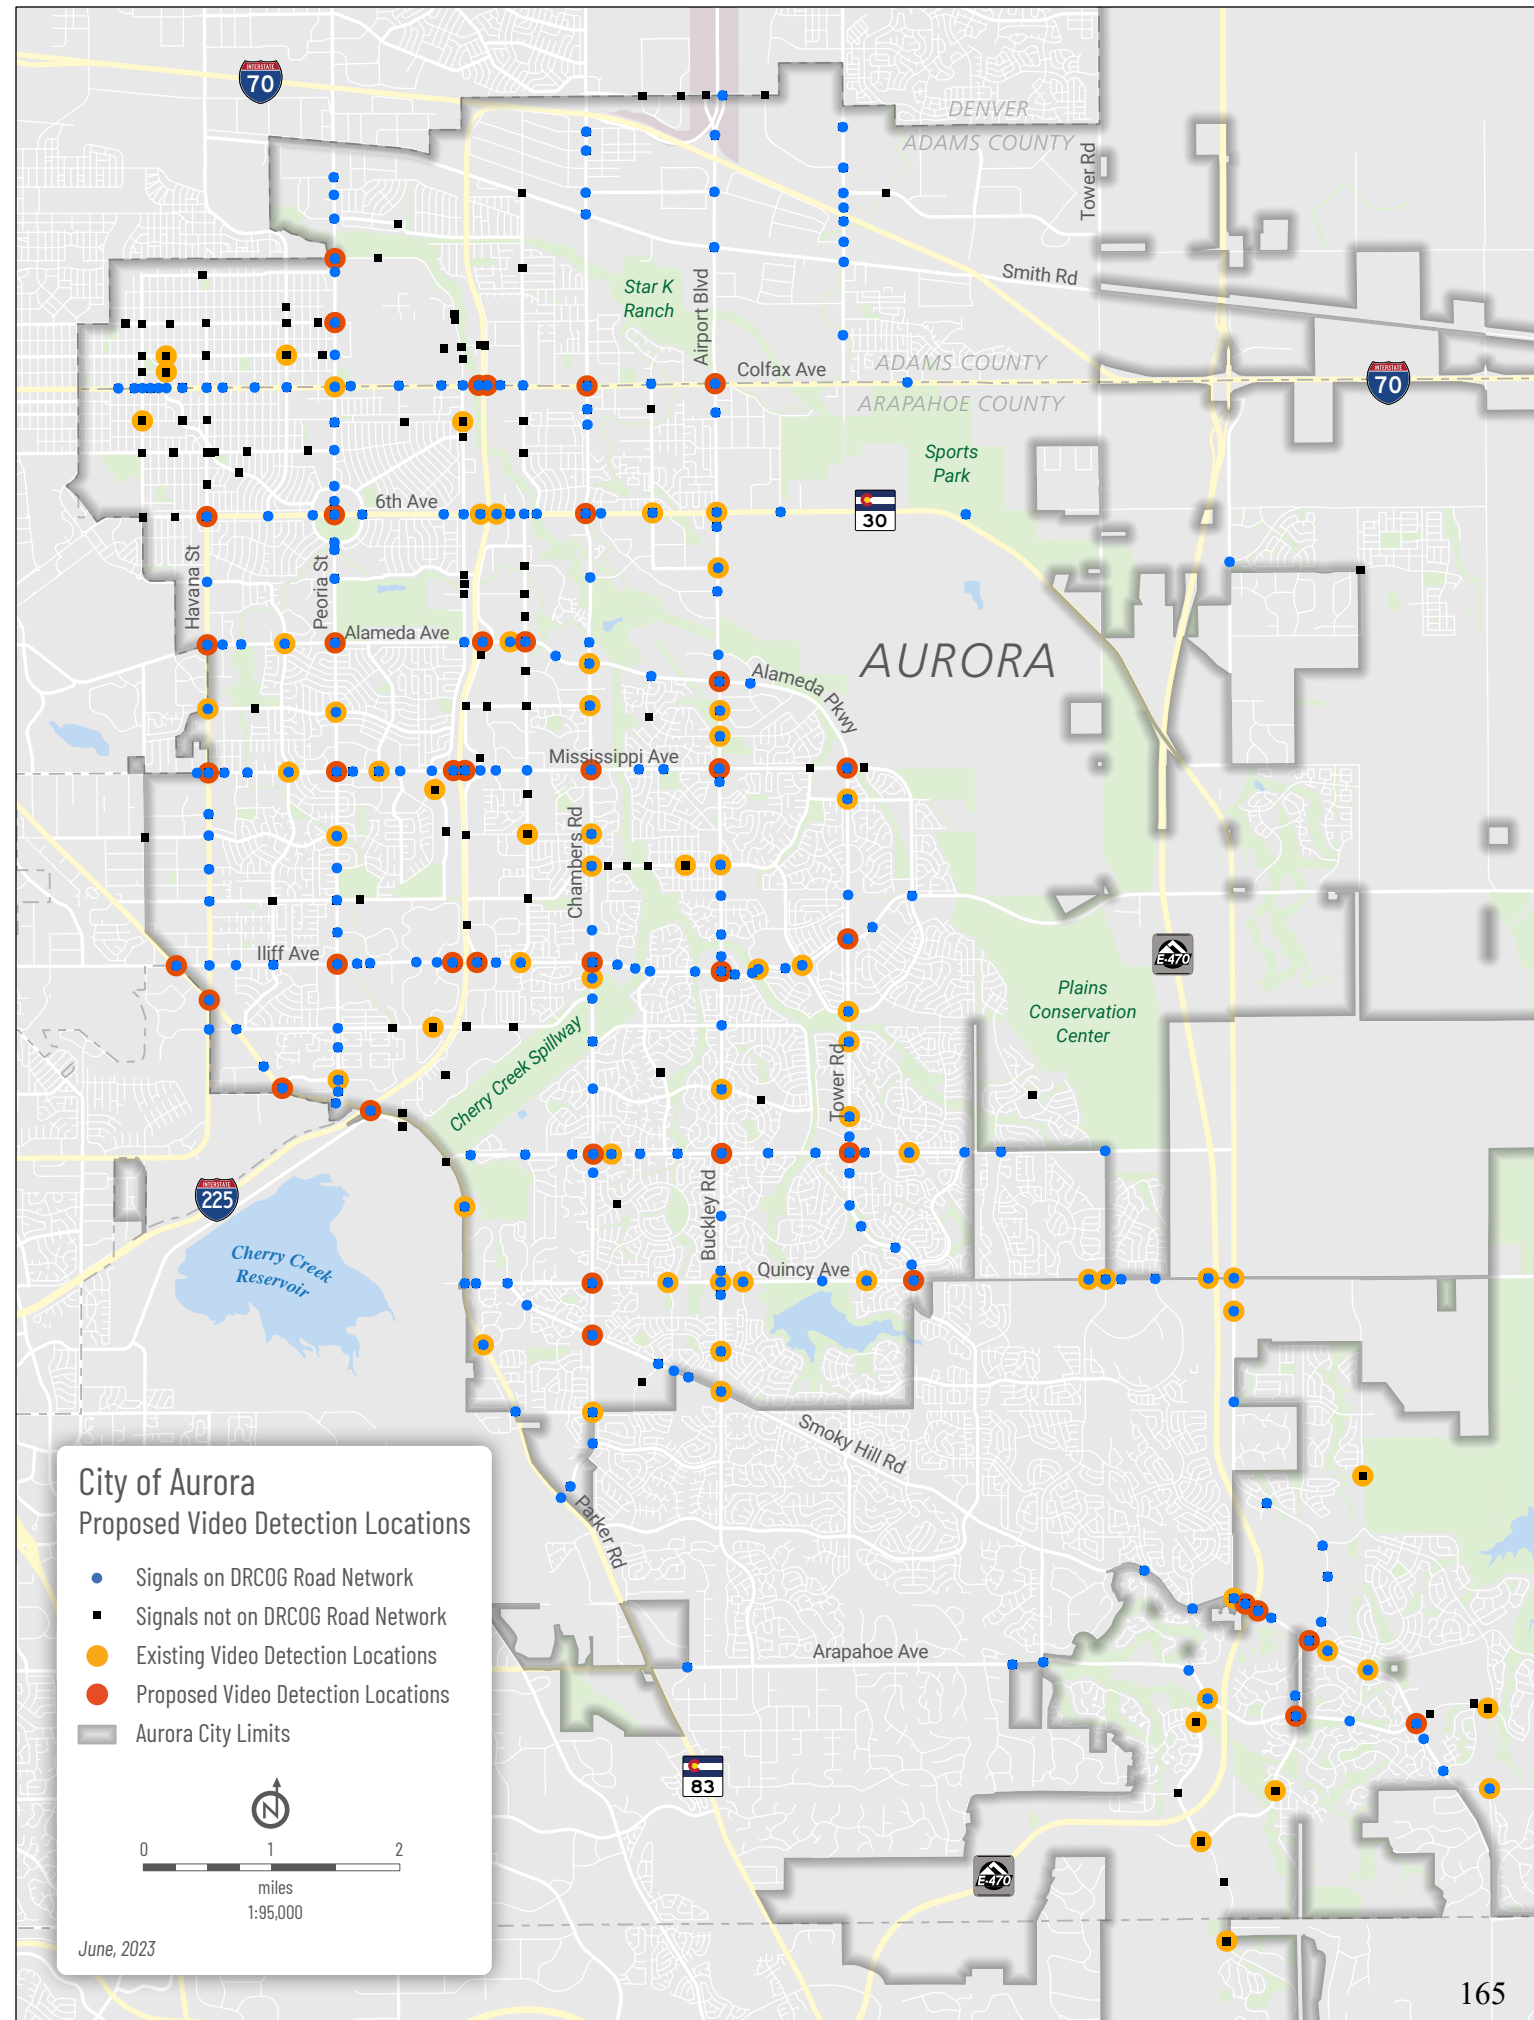 INTERSTATE
70
DENVER
ADAMS COUNTY
Tower Rd
Smith Rd
Star K
Ranch
Airport Blvd
ADAMS COUNTY
Colfax Ave
ARAPAHOE COUNTY
INTERSTATE
70
Sports
Park
6th Ave
30
Havana St
Peoria St
Alameda Ave
AURORA
Alameda Pkwy
Mississippi Ave
Chambers Rd
Iliff Ave
E-470
Plains
Conservation
Center
Cherry Creek Spillway
Tower Rd
INTERSTATE
225
Buckley Rd
Cherry Creek
Reservoir
Quincy Ave
Smoky Hill Rd
Parker Rd
Arapahoe Ave
83
E-470
City of Aurora
Proposed Video Detection Locations
Signals on DRCOG Road Network
Signals not on DRCOG Road Network
Existing Video Detection Locations
Proposed Video Detection Locations
Aurora City Limits
N
0 1 2
miles
1:95,000
June, 2023
165